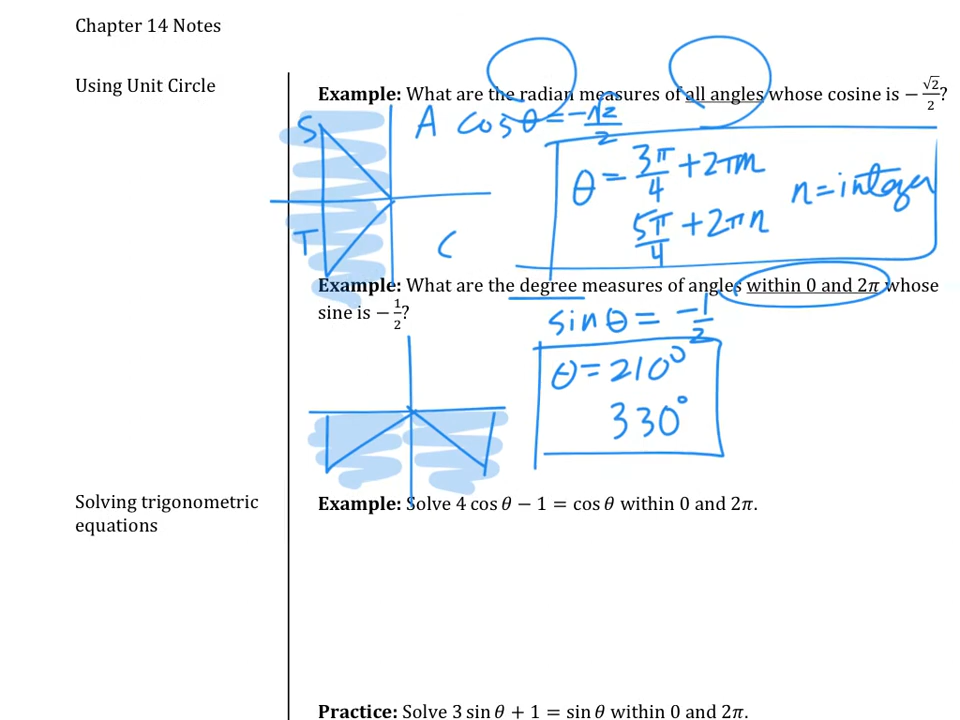 Chapter 14 Notes
Using Unit Circle
Example: What are the radian measures of all angles whose cosine is −√2/2?
S
A cos θ = −√2/2
θ = 3π/4 + 2πn
n = integer
5π/4 + 2πn
T
C
Example: What are the degree measures of angles within 0 and 2π whose
sine is −1/2?
sin θ = −1/2
θ = 210°
330°
Solving trigonometric
equations
Example: Solve 4 cos θ − 1 = cos θ within 0 and 2π.
Practice: Solve 3 sin θ + 1 = sin θ within 0 and 2π.